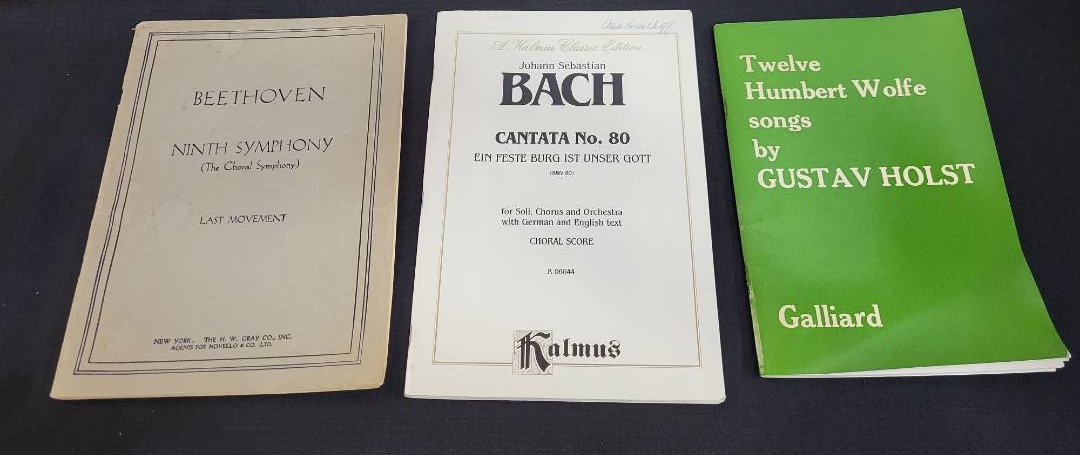 BEETHOVEN
NINTH SYMPHONY
(The Choral Symphony)
LAST MOVEMENT
NEW YORK. THE H. W. GRAY CO., INC.
AGENTS FOR NOVELLO & CO. LTD.
A Kalmus Classic Edition
Johann Sebastian
BACH
CANTATA No. 80
EIN FESTE BURG IST UNSER GOTT
(BWV 80)
for Soli, Chorus and Orchestra
with German and English text
CHORAL SCORE
K 06044
Kalmus
Twelve
Humbert Wolfe
songs
by
GUSTAV HOLST
Galliard